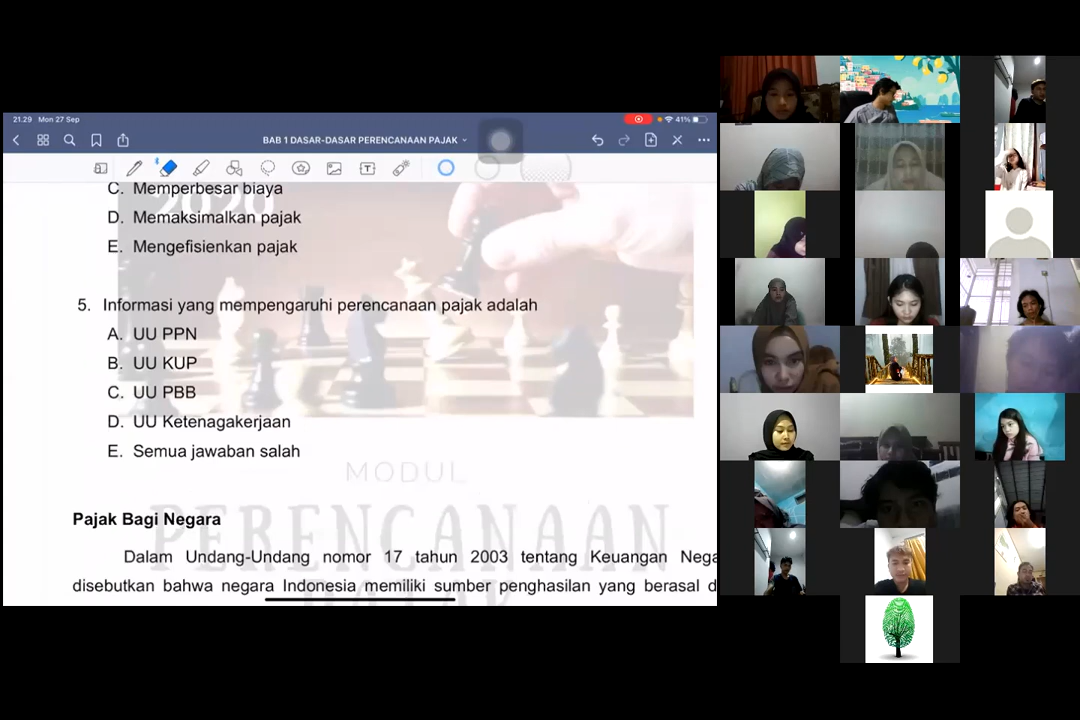 21.29 Mon 27 Sep
41%
BAB 1 DASAR-DASAR PERENCANAAN PAJAK
2020
C. Memperbesar biaya
D. Memaksimalkan pajak
E. Mengefisienkan pajak
5. Informasi yang mempengaruhi perencanaan pajak adalah
A. UU PPN
B. UU KUP
C. UU PBB
D. UU Ketenagakerjaan
E. Semua jawaban salah
MODUL
PERENCANAAN
Pajak Bagi Negara
Dalam Undang-Undang nomor 17 tahun 2003 tentang Keuangan Nega
disebutkan bahwa negara Indonesia memiliki sumber penghasilan yang berasal d